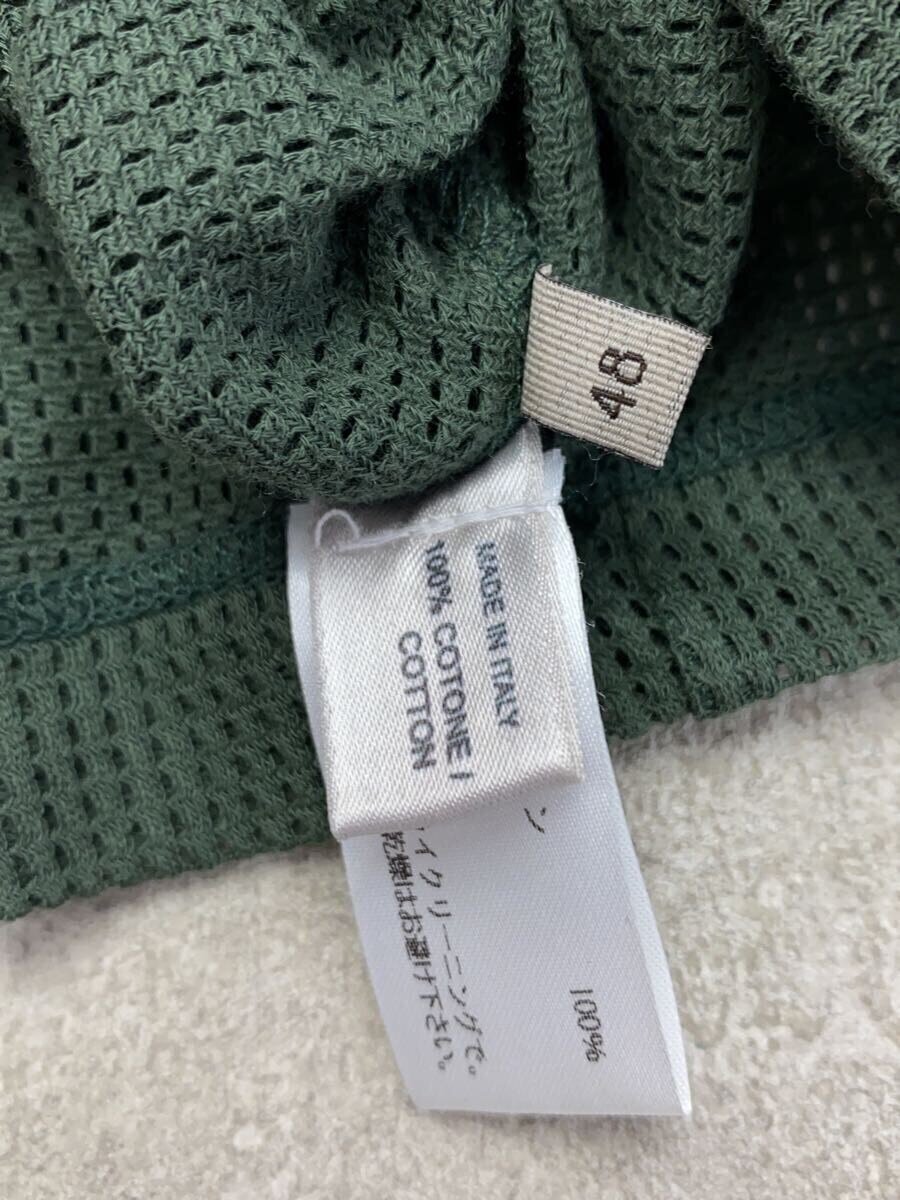 48
MADE IN ITALY
100% COTONE /
COTTON
ン 100%
イクリーニングで。
乾燥はお避け下さい。